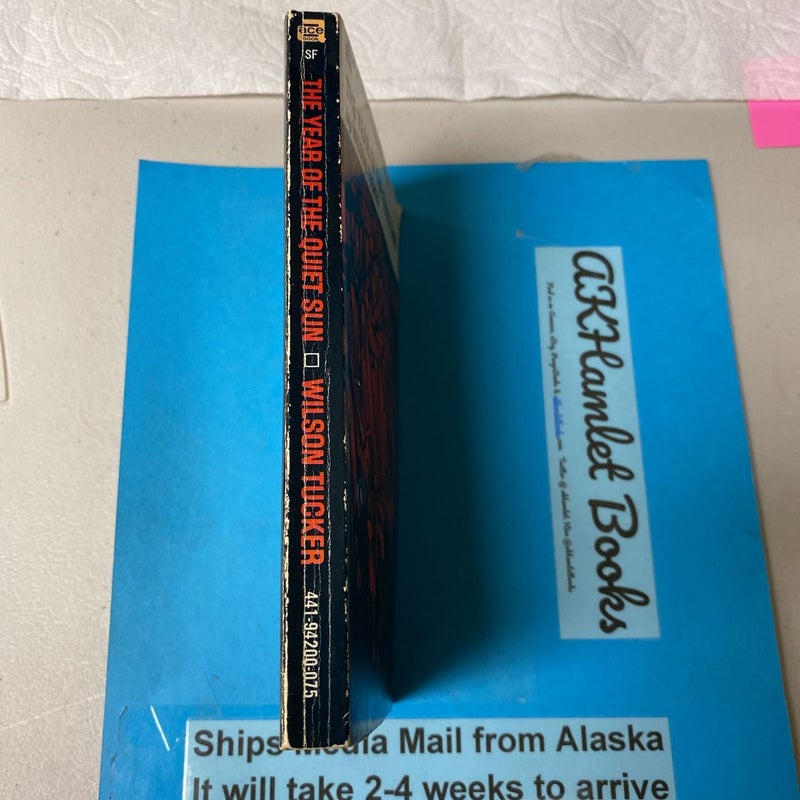 ace
BOOK
SF
THE YEAR OF THE QUIET SUN □ WILSON TUCKER
441-94200-075
AKHamlet Books
Ships Media Mail from Alaska
It will take 2-4 weeks to arrive